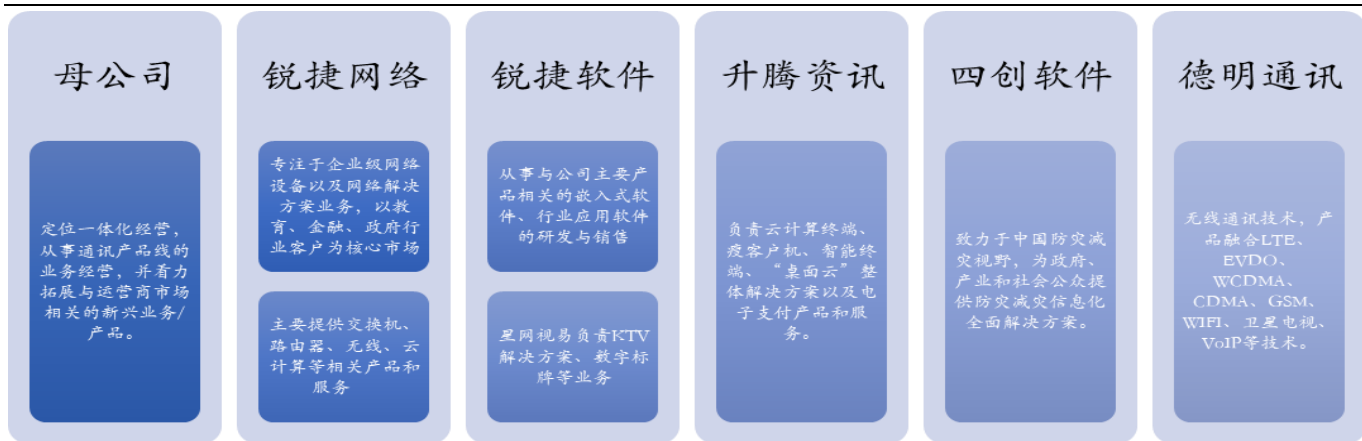 母公司
定位一体化经营，
从事通讯产品线的
业务经营，并着力
拓展与运营商市场
相关的新兴业务/
产品。
锐捷网络
专注于企业级网络
设备以及网络解决
方案业务，以教
育、金融、政府行
业客户为核心市场
主要提供交换机、
路由器、无线、云
计算等相关产品和
服务
锐捷软件
从事与公司主要产
品相关的嵌入式软
件、行业应用软件
的研发与销售
星网视易负责KTV
解决方案、数字标
牌等业务
升腾资讯
负责云计算终端、
瘦客户机、智能终
端、“桌面云”整
体解决方案以及电
子支付产品和服
务。
四创软件
致力于中国防灾减
灾视野，为政府、
产业和社会公众提
供防灾减灾信息化
全面解决方案。
德明通讯
无线通讯技术，产
品融合LTE、
EVDO、
WCDMA、
CDMA、GSM、
WIFI、卫星电视、
VoIP等技术。